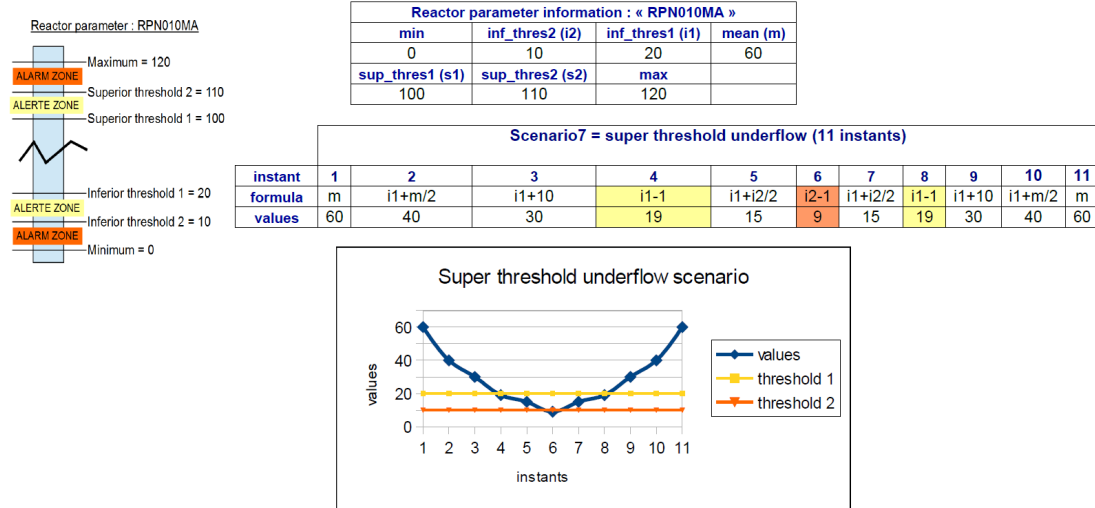 Reactor parameter : RPN010MA
Maximum = 120
ALARM ZONE
Superior threshold 2 = 110
ALERTE ZONE
Superior threshold 1 = 100
Inferior threshold 1 = 20
ALERTE ZONE
Inferior threshold 2 = 10
ALARM ZONE
Minimum = 0
Reactor parameter information : « RPN010MA »
min inf_thres2 (i2) inf_thres1 (i1) mean (m)
0 10 20 60
sup_thres1 (s1) sup_thres2 (s2) max
100 110 120
Scenario7 = super threshold underflow (11 instants)
instant 1 2 3 4 5 6 7 8 9 10 11
formula m i1+m/2 i1+10 i1-1 i1+i2/2 i2-1 i1+i2/2 i1-1 i1+10 i1+m/2 m
values 60 40 30 19 15 9 15 19 30 40 60
Super threshold underflow scenario
60
40
20
0
values
1 2 3 4 5 6 7 8 9 10 11
instants
values
threshold 1
threshold 2